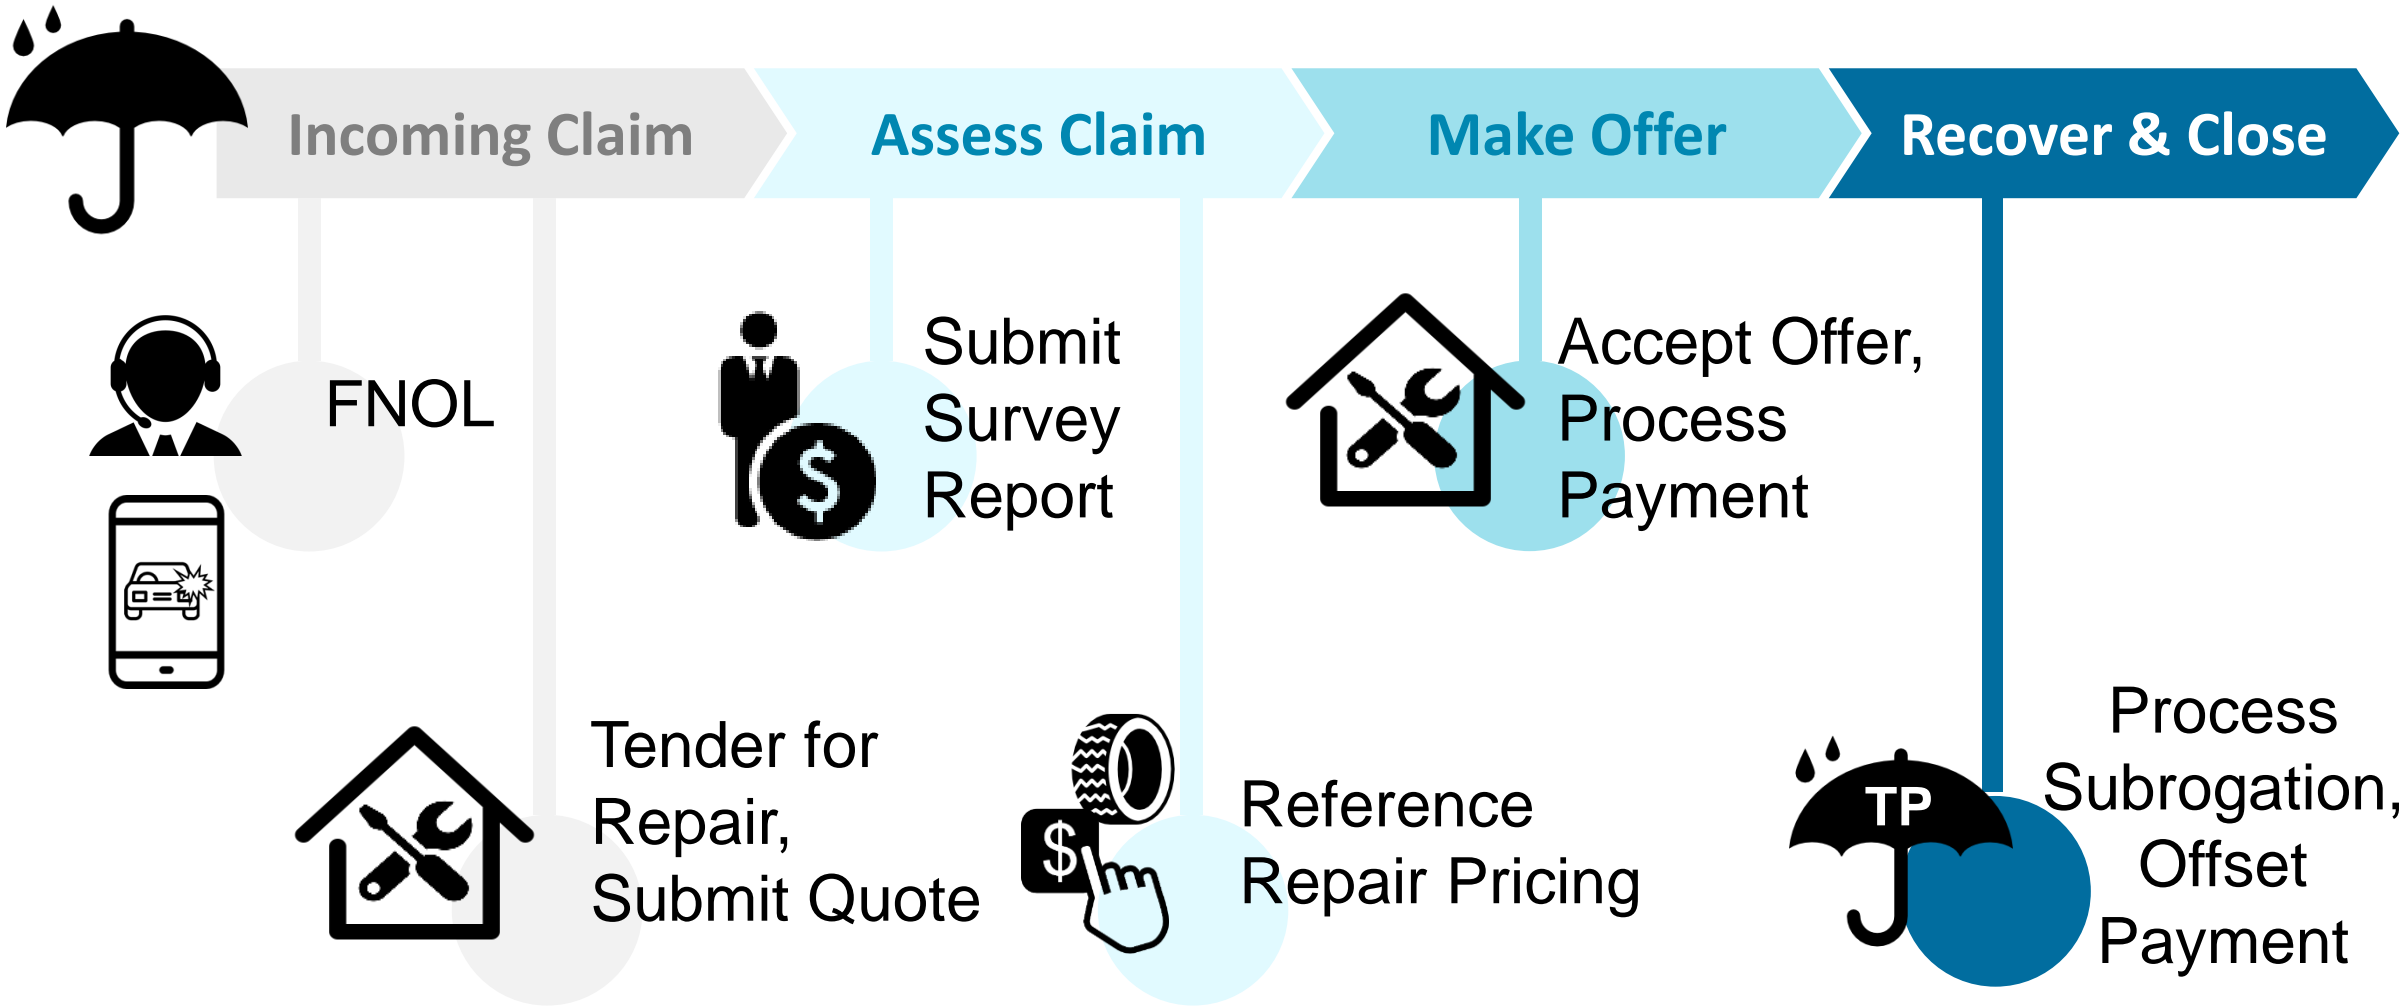 Incoming Claim
Assess Claim
Make Offer
Recover & Close
FNOL
Tender for
Repair,
Submit Quote
Submit
Survey
Report
$
Reference
Repair Pricing
$
Accept Offer,
Process
Payment
TP
Process
Subrogation,
Offset
Payment